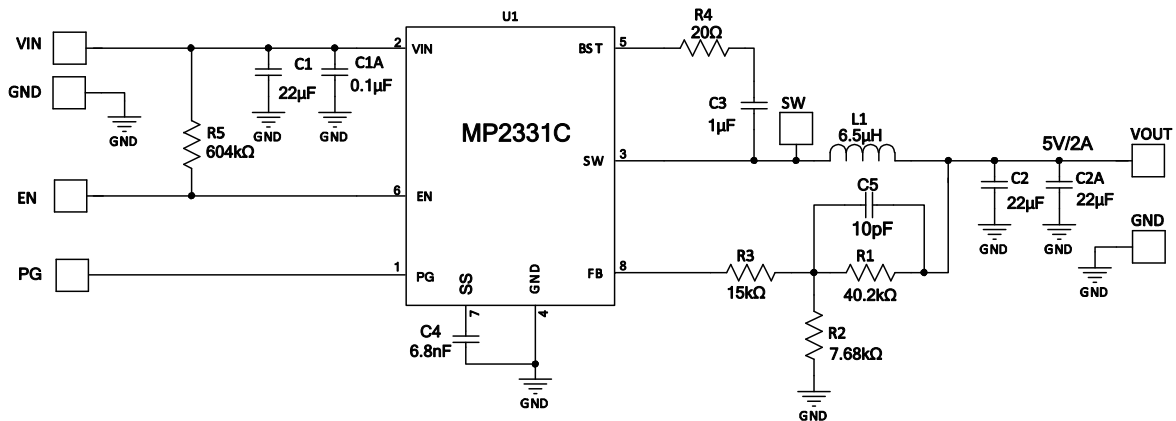 U1
MP2331C
VIN
2
VIN
GND
GND
C1
22µF
GND
C1A
0.1µF
GND
R5
604kΩ
EN
6
EN
PG
1
PG
SS
7
GND
4
C4
6.8nF
GND
BST
5
R4
20Ω
C3
1µF
SW
SW
3
L1
6.5µH
5V/2A
VOUT
C2
22µF
GND
C2A
22µF
GND
GND
GND
C5
10pF
FB
8
R3
15kΩ
R1
40.2kΩ
R2
7.68kΩ
GND